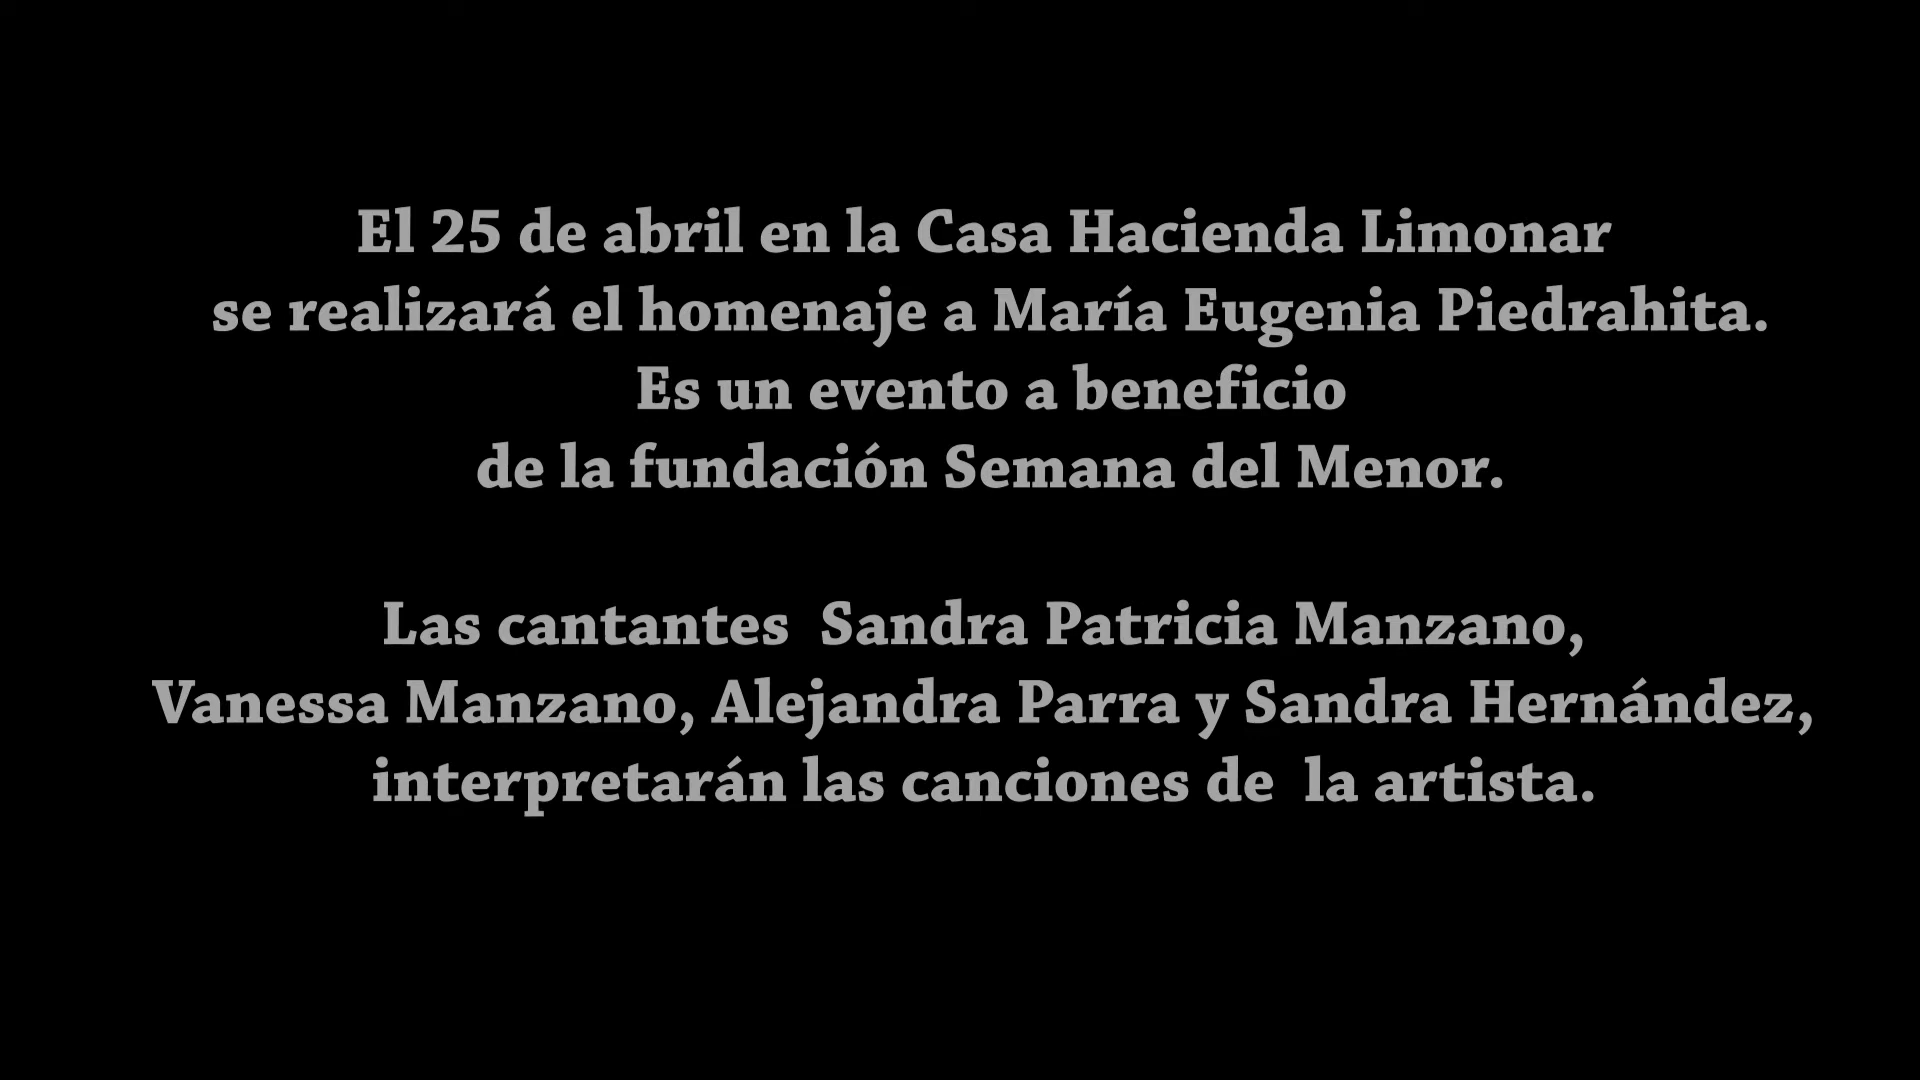 El 25 de abril en la Casa Hacienda Limonar
se realizará el homenaje a María Eugenia Piedrahita.
Es un evento a beneficio
de la fundación Semana del Menor.
Las cantantes  Sandra Patricia Manzano,
Vanessa Manzano, Alejandra Parra y Sandra Hernández,
interpretarán las canciones de  la artista.